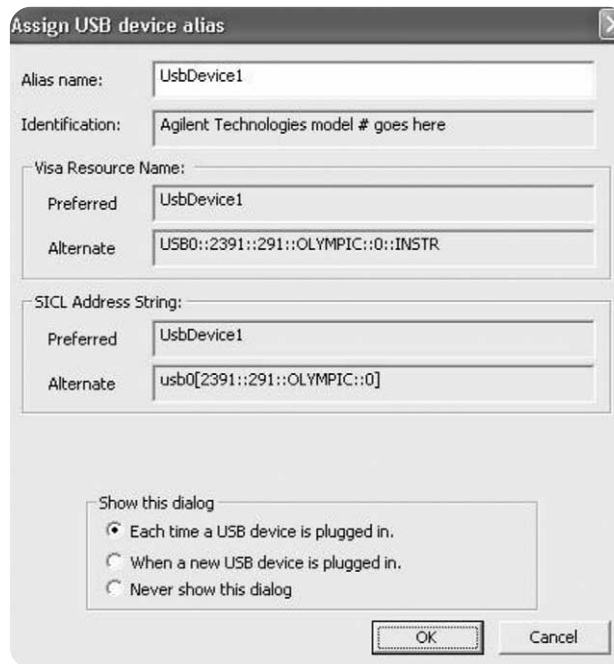 Assign USB device alias
Alias name: UsbDevice1
Identification: Agilent Technologies model # goes here
Visa Resource Name:
Preferred UsbDevice1
Alternate USB0::2391::291::OLYMPIC::0::INSTR
SICL Address String:
Preferred UsbDevice1
Alternate usb0[2391::291::OLYMPIC::0]
Show this dialog
Each time a USB device is plugged in.
When a new USB device is plugged in.
Never show this dialog
OK Cancel